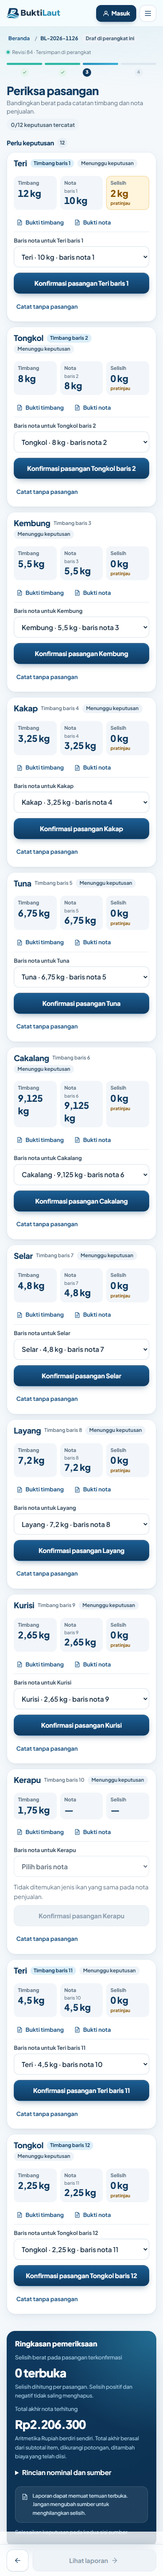 BuktiLaut
Masuk
Beranda / BL-2026-1126 Draf di perangkat ini
Revisi 84 · Tersimpan di perangkat
3
4
Periksa pasangan
Bandingkan berat pada catatan timbang dan nota penjualan.
0/12 keputusan tercatat
Perlu keputusan 12
Teri Timbang baris 1 Menunggu keputusan
Timbang
12 kg
Nota
baris 1
10 kg
Selisih
2 kg
pratinjau
Bukti timbang Bukti nota
Baris nota untuk Teri baris 1
Teri · 10 kg · baris nota 1
Konfirmasi pasangan Teri baris 1
Catat tanpa pasangan
Tongkol Timbang baris 2
Menunggu keputusan
Timbang
8 kg
Nota
baris 2
8 kg
Selisih
0 kg
pratinjau
Bukti timbang Bukti nota
Baris nota untuk Tongkol baris 2
Tongkol · 8 kg · baris nota 2
Konfirmasi pasangan Tongkol baris 2
Catat tanpa pasangan
Kembung Timbang baris 3
Menunggu keputusan
Timbang
5,5 kg
Nota
baris 3
5,5 kg
Selisih
0 kg
pratinjau
Bukti timbang Bukti nota
Baris nota untuk Kembung
Kembung · 5,5 kg · baris nota 3
Konfirmasi pasangan Kembung
Catat tanpa pasangan
Kakap Timbang baris 4 Menunggu keputusan
Timbang
3,25 kg
Nota
baris 4
3,25 kg
Selisih
0 kg
pratinjau
Bukti timbang Bukti nota
Baris nota untuk Kakap
Kakap · 3,25 kg · baris nota 4
Konfirmasi pasangan Kakap
Catat tanpa pasangan
Tuna Timbang baris 5 Menunggu keputusan
Timbang
6,75 kg
Nota
baris 5
6,75 kg
Selisih
0 kg
pratinjau
Bukti timbang Bukti nota
Baris nota untuk Tuna
Tuna · 6,75 kg · baris nota 5
Konfirmasi pasangan Tuna
Catat tanpa pasangan
Cakalang Timbang baris 6
Menunggu keputusan
Timbang
9,125 kg
Nota
baris 6
9,125 kg
Selisih
0 kg
pratinjau
Bukti timbang Bukti nota
Baris nota untuk Cakalang
Cakalang · 9,125 kg · baris nota 6
Konfirmasi pasangan Cakalang
Catat tanpa pasangan
Selar Timbang baris 7 Menunggu keputusan
Timbang
4,8 kg
Nota
baris 7
4,8 kg
Selisih
0 kg
pratinjau
Bukti timbang Bukti nota
Baris nota untuk Selar
Selar · 4,8 kg · baris nota 7
Konfirmasi pasangan Selar
Catat tanpa pasangan
Layang Timbang baris 8 Menunggu keputusan
Timbang
7,2 kg
Nota
baris 8
7,2 kg
Selisih
0 kg
pratinjau
Bukti timbang Bukti nota
Baris nota untuk Layang
Layang · 7,2 kg · baris nota 8
Konfirmasi pasangan Layang
Catat tanpa pasangan
Kurisi Timbang baris 9 Menunggu keputusan
Timbang
2,65 kg
Nota
baris 9
2,65 kg
Selisih
0 kg
pratinjau
Bukti timbang Bukti nota
Baris nota untuk Kurisi
Kurisi · 2,65 kg · baris nota 9
Konfirmasi pasangan Kurisi
Catat tanpa pasangan
Kerapu Timbang baris 10 Menunggu keputusan
Timbang
1,75 kg
Nota
—
Selisih
—
Bukti timbang Bukti nota
Baris nota untuk Kerapu
Pilih baris nota
Tidak ditemukan jenis ikan yang sama pada nota penjualan.
Konfirmasi pasangan Kerapu
Catat tanpa pasangan
Teri Timbang baris 11 Menunggu keputusan
Timbang
4,5 kg
Nota
baris 10
4,5 kg
Selisih
0 kg
pratinjau
Bukti timbang Bukti nota
Baris nota untuk Teri baris 11
Teri · 4,5 kg · baris nota 10
Konfirmasi pasangan Teri baris 11
Catat tanpa pasangan
Tongkol Timbang baris 12
Menunggu keputusan
Timbang
2,25 kg
Nota
baris 11
2,25 kg
Selisih
0 kg
pratinjau
Bukti timbang Bukti nota
Baris nota untuk Tongkol baris 12
Tongkol · 2,25 kg · baris nota 11
Konfirmasi pasangan Tongkol baris 12
Catat tanpa pasangan
Ringkasan pemeriksaan
Selisih berat pada pasangan terkonfirmasi
0 terbuka
Selisih dihitung per pasangan. Selisih positif dan negatif tidak saling menghapus.
Total akhir nota terhitung
Rp2.206.300
Aritmetika Rupiah berdiri sendiri. Total akhir berasal dari subtotal item, dikurangi potongan, ditambah biaya yang memang tertulis.
Rincian nominal dan sumber
Laporan dapat memuat temuan terbuka. Jangan mengubah sumber untuk menghilangkan selisih.
Lihat laporan